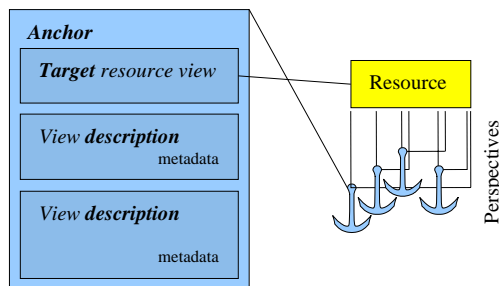 Anchor
Target resource view
View description
metadata
View description
metadata
Resource
Perspectives